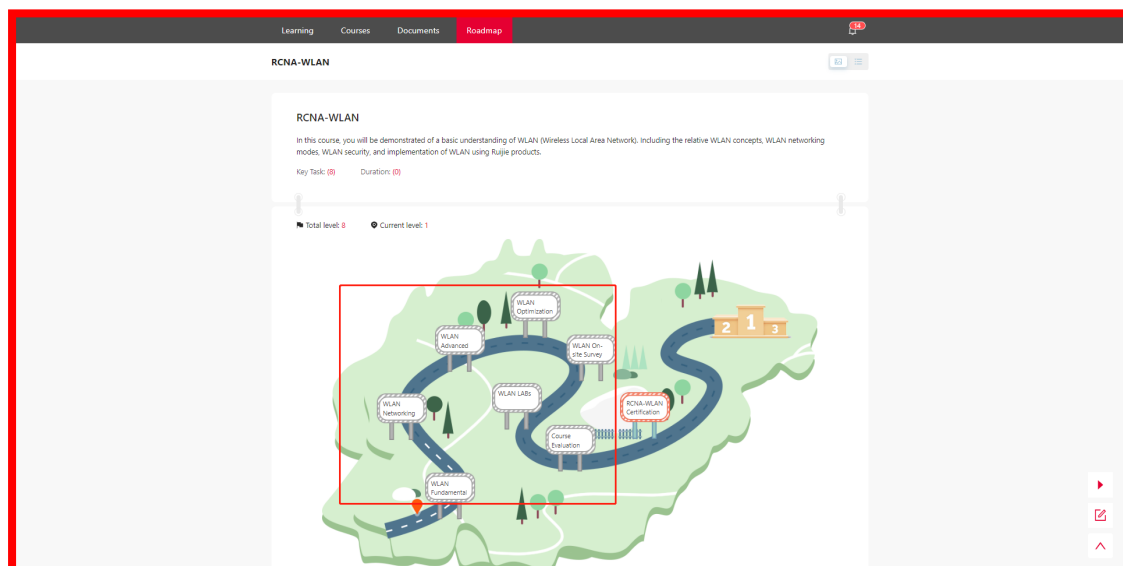 Learning Courses Documents Roadmap 14
RCNA-WLAN
RCNA-WLAN
In this course, you will be demonstrated of a basic understanding of WLAN (Wireless Local Area Network). Including the relative WLAN concepts, WLAN networking
modes, WLAN security, and implementation of WLAN using Ruijie products.
Key Task: (8) Duration: (0)
Total level: 8 Current level: 1
WLAN
Optimization
WLAN
Advanced
WLAN On-
site Survey
2 1 3
WLAN LABs
WLAN
Networking
RCNA-WLAN
Certification
Course
Evaluation
WLAN
Fundamental